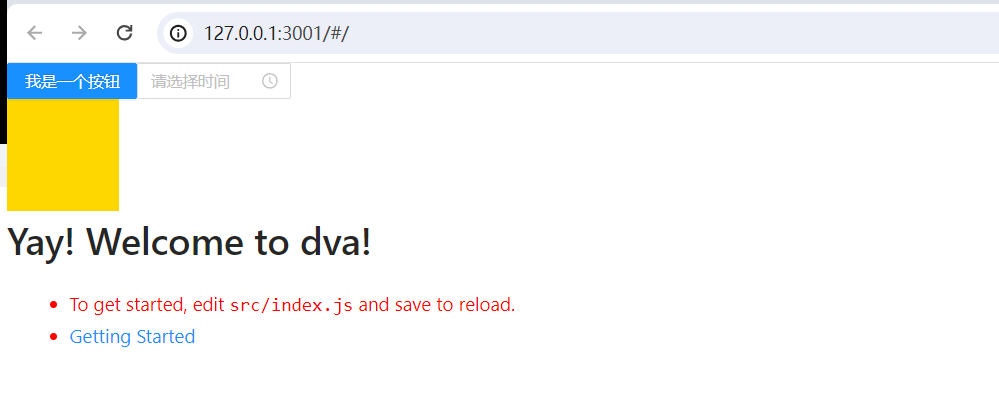 127.0.0.1:3001/#/
我是一个按钮 请选择时间
Yay! Welcome to dva!
To get started, edit src/index.js and save to reload.
Getting Started